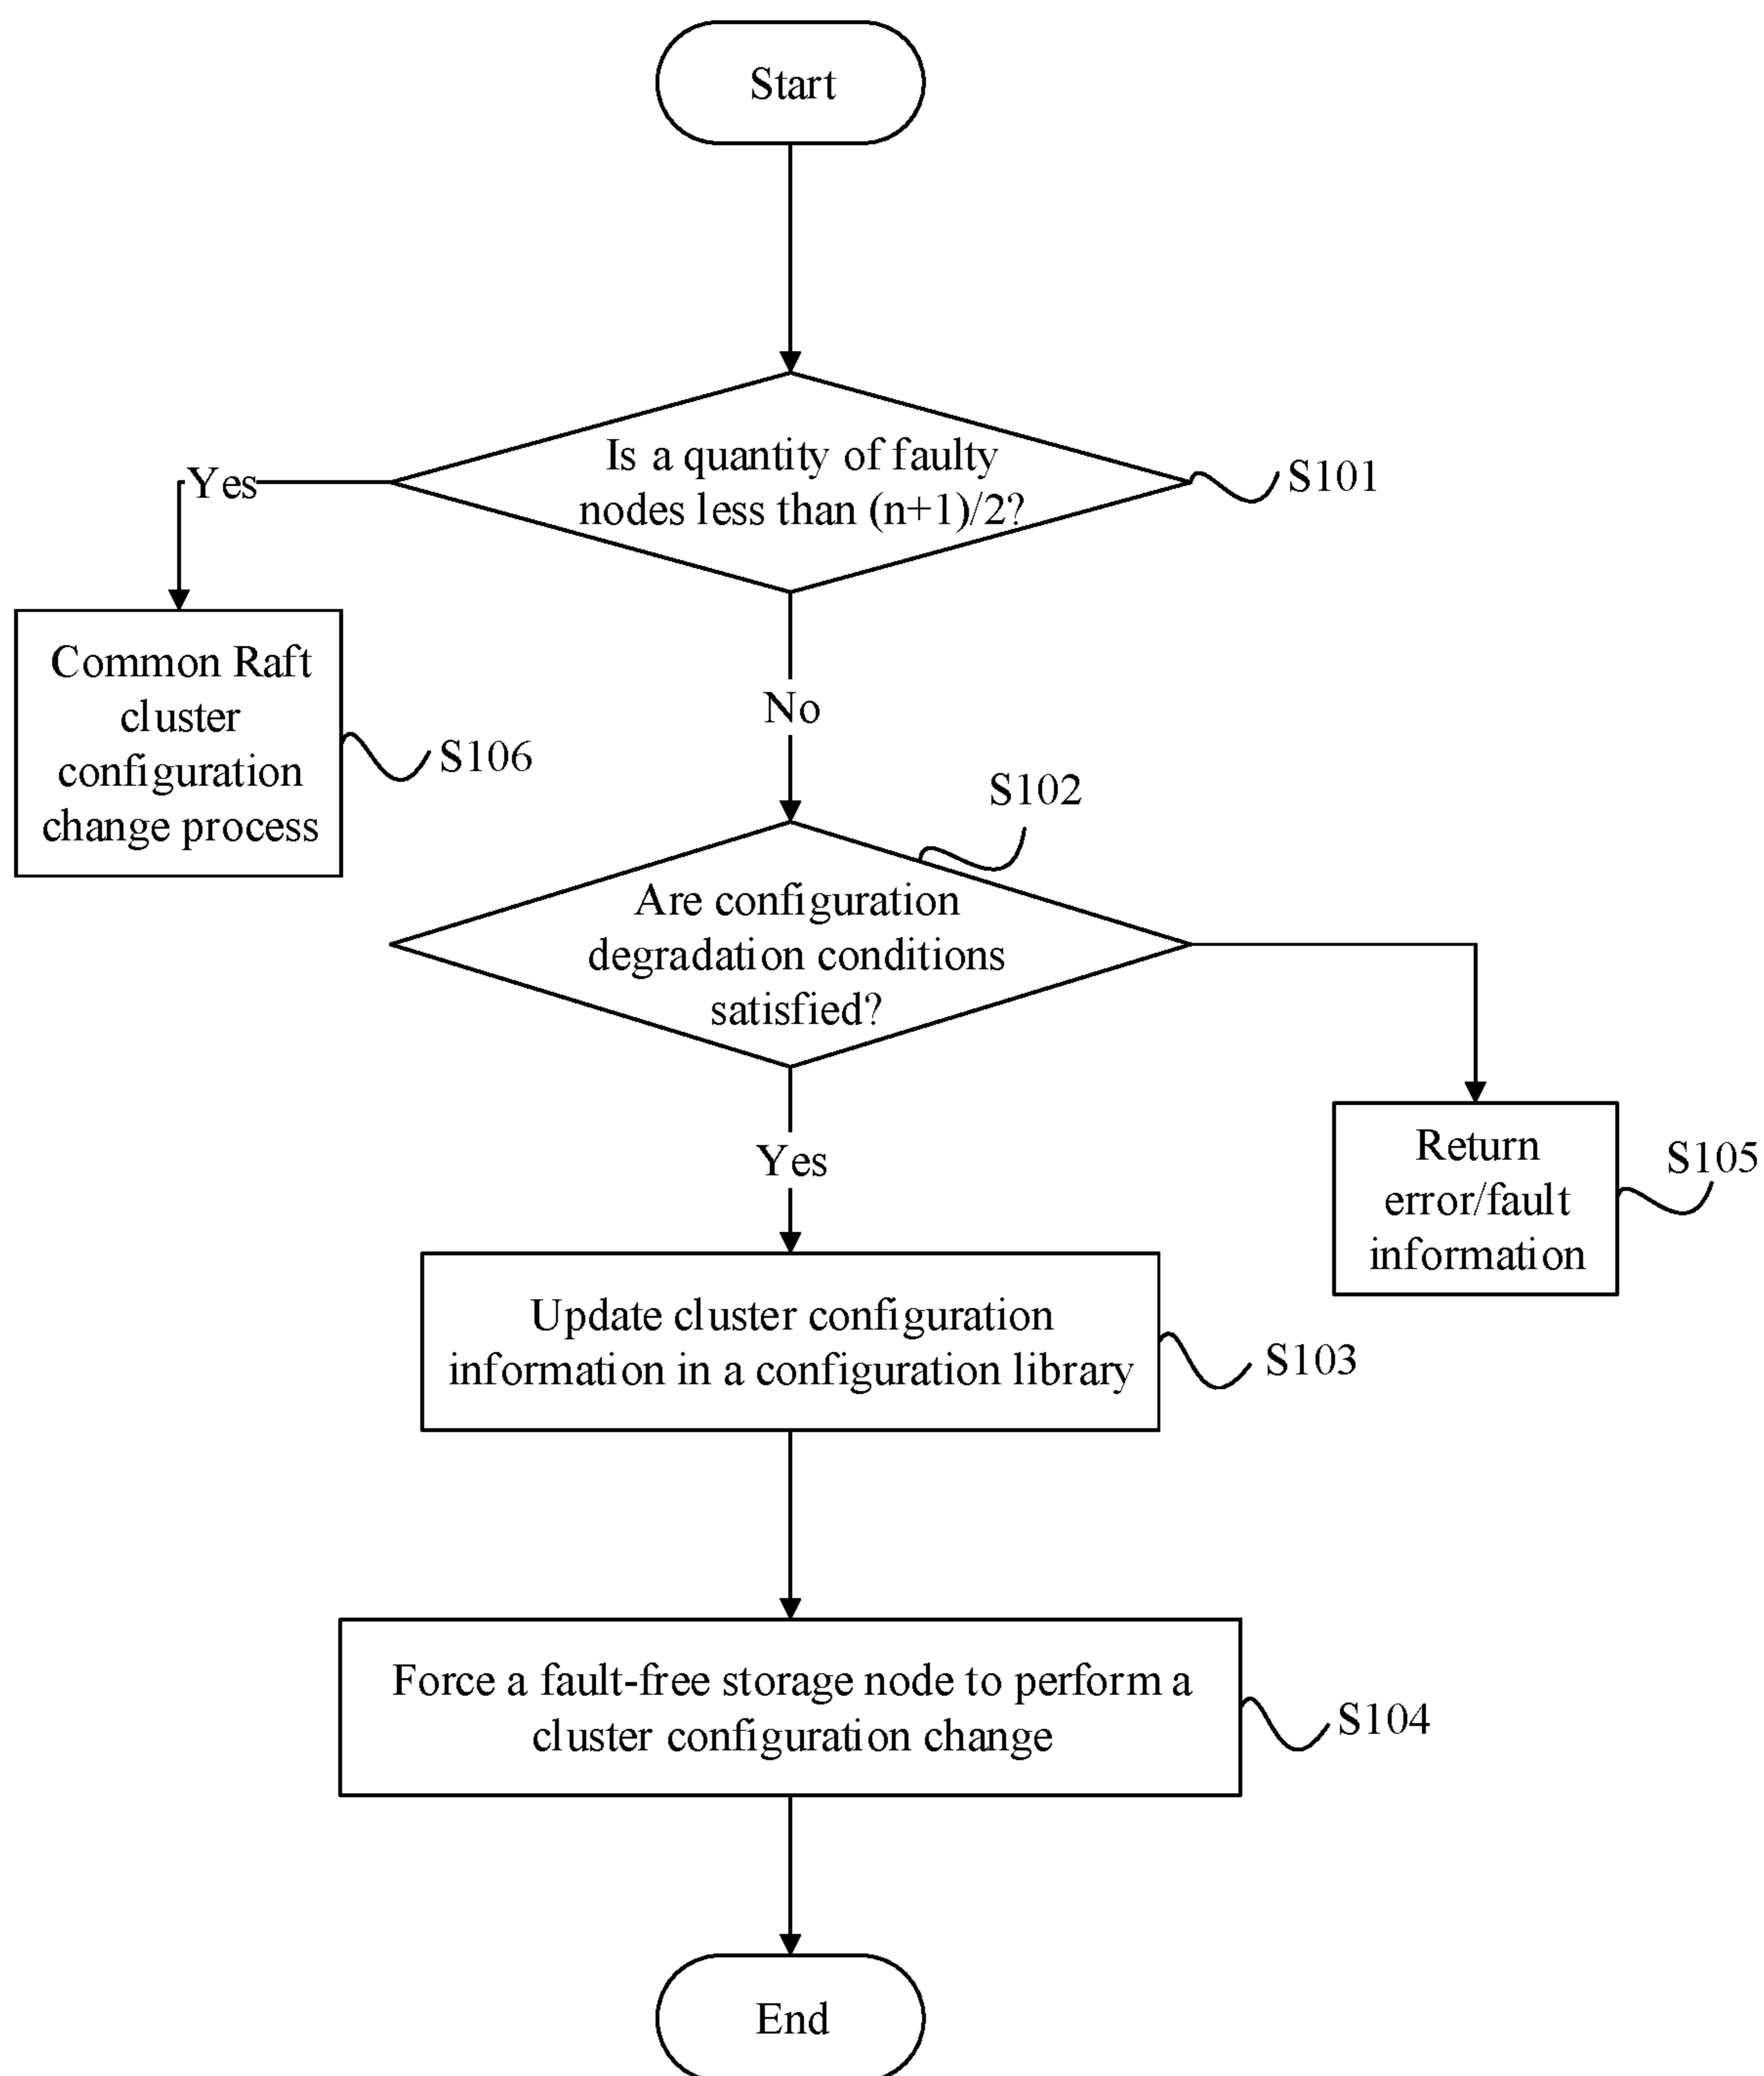 Start
Is a quantity of faulty
nodes less than (n+1)/2?
S101
Yes
Common Raft
cluster
configuration
change process
S106
No
S102
Are configuration
degradation conditions
satisfied?
Yes
Return
error/fault
information
S105
Update cluster configuration
information in a configuration library
S103
Force a fault-free storage node to perform a
cluster configuration change
S104
End